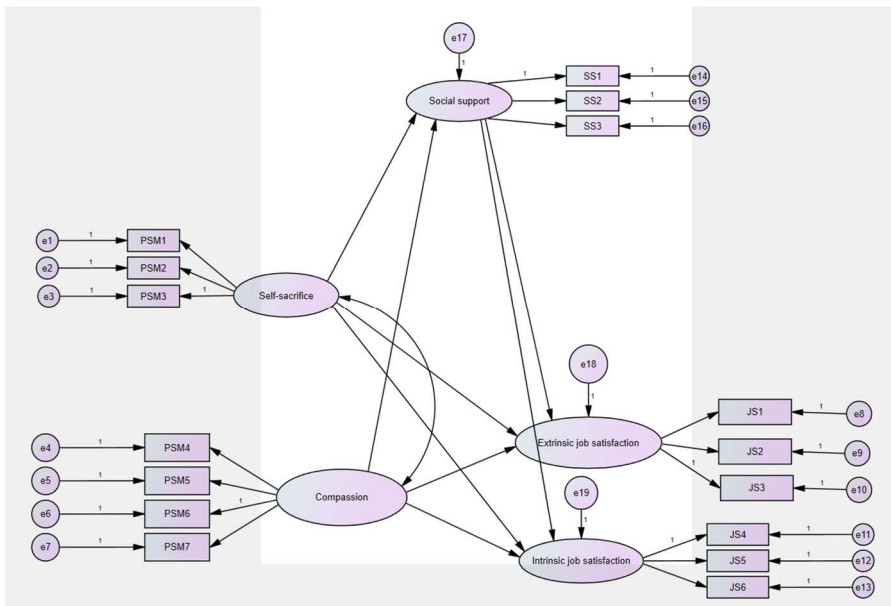 e17
1
Social support
1
SS1
1
e14
SS2
1
e15
SS3
1
e16
e1
1
PSM1
e2
1
PSM2
e3
1
PSM3
1
Self-sacrifice
e18
1
Extrinsic job satisfaction
JS1
1
e8
JS2
1
e9
1
JS3
1
e10
e4
1
PSM4
e5
1
PSM5
e6
1
PSM6
1
e7
1
PSM7
Compassion
e19
1
Intrinsic job satisfaction
1
JS4
1
e11
JS5
1
e12
JS6
1
e13